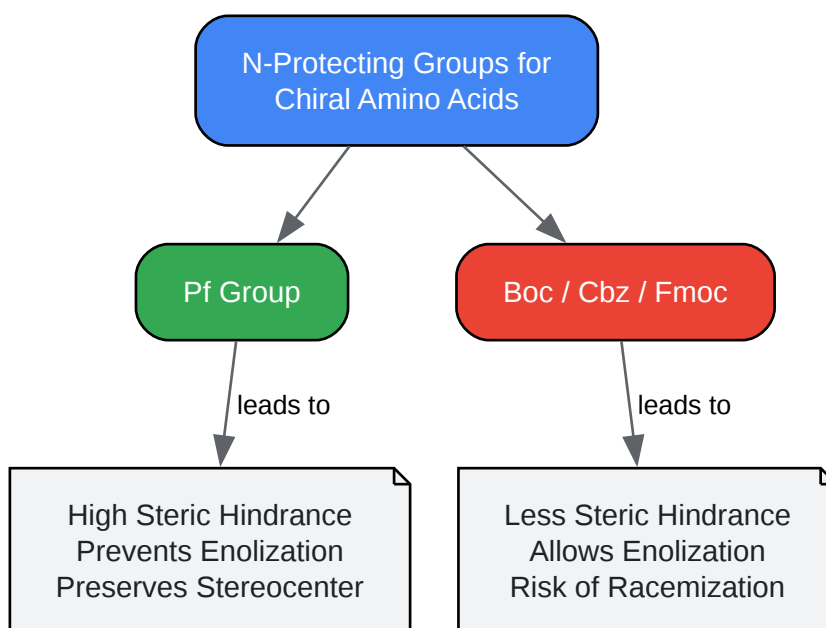 N-Protecting Groups for
Chiral Amino Acids
Pf Group
Boc / Cbz / Fmoc
leads to
leads to
High Steric Hindrance
Prevents Enolization
Preserves Stereocenter
Less Steric Hindrance
Allows Enolization
Risk of Racemization